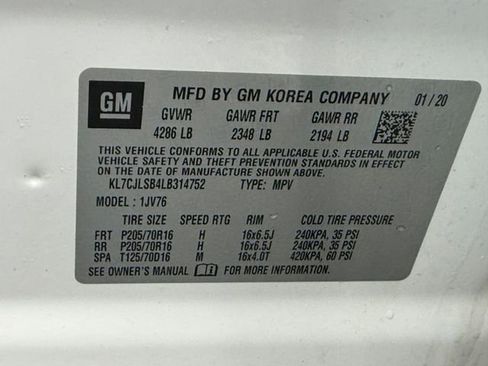 GM
MFD BY GM KOREA COMPANY 01/20
GVWR GAWR FRT GAWR RR
4286 LB 2348 LB 2194 LB
THIS VEHICLE CONFORMS TO ALL APPLICABLE U.S. FEDERAL MOTOR
VEHICLE SAFETY AND THEFT PREVENTION STANDARDS IN EFFECT
ON THE DATE OF MANUFACTURE SHOWN ABOVE.
KL7CJLSB4LB314752 TYPE: MPV
MODEL : 1JV76
TIRE SIZE SPEED RTG RIM COLD TIRE PRESSURE
FRT P205/70R16 H 16x6.5J 240KPA, 35 PSI
RR P205/70R16 H 16x6.5J 240KPA, 35 PSI
SPA T125/70D16 M 16x4.0T 420KPA, 60 PSI
SEE OWNER'S MANUAL FOR MORE INFORMATION.